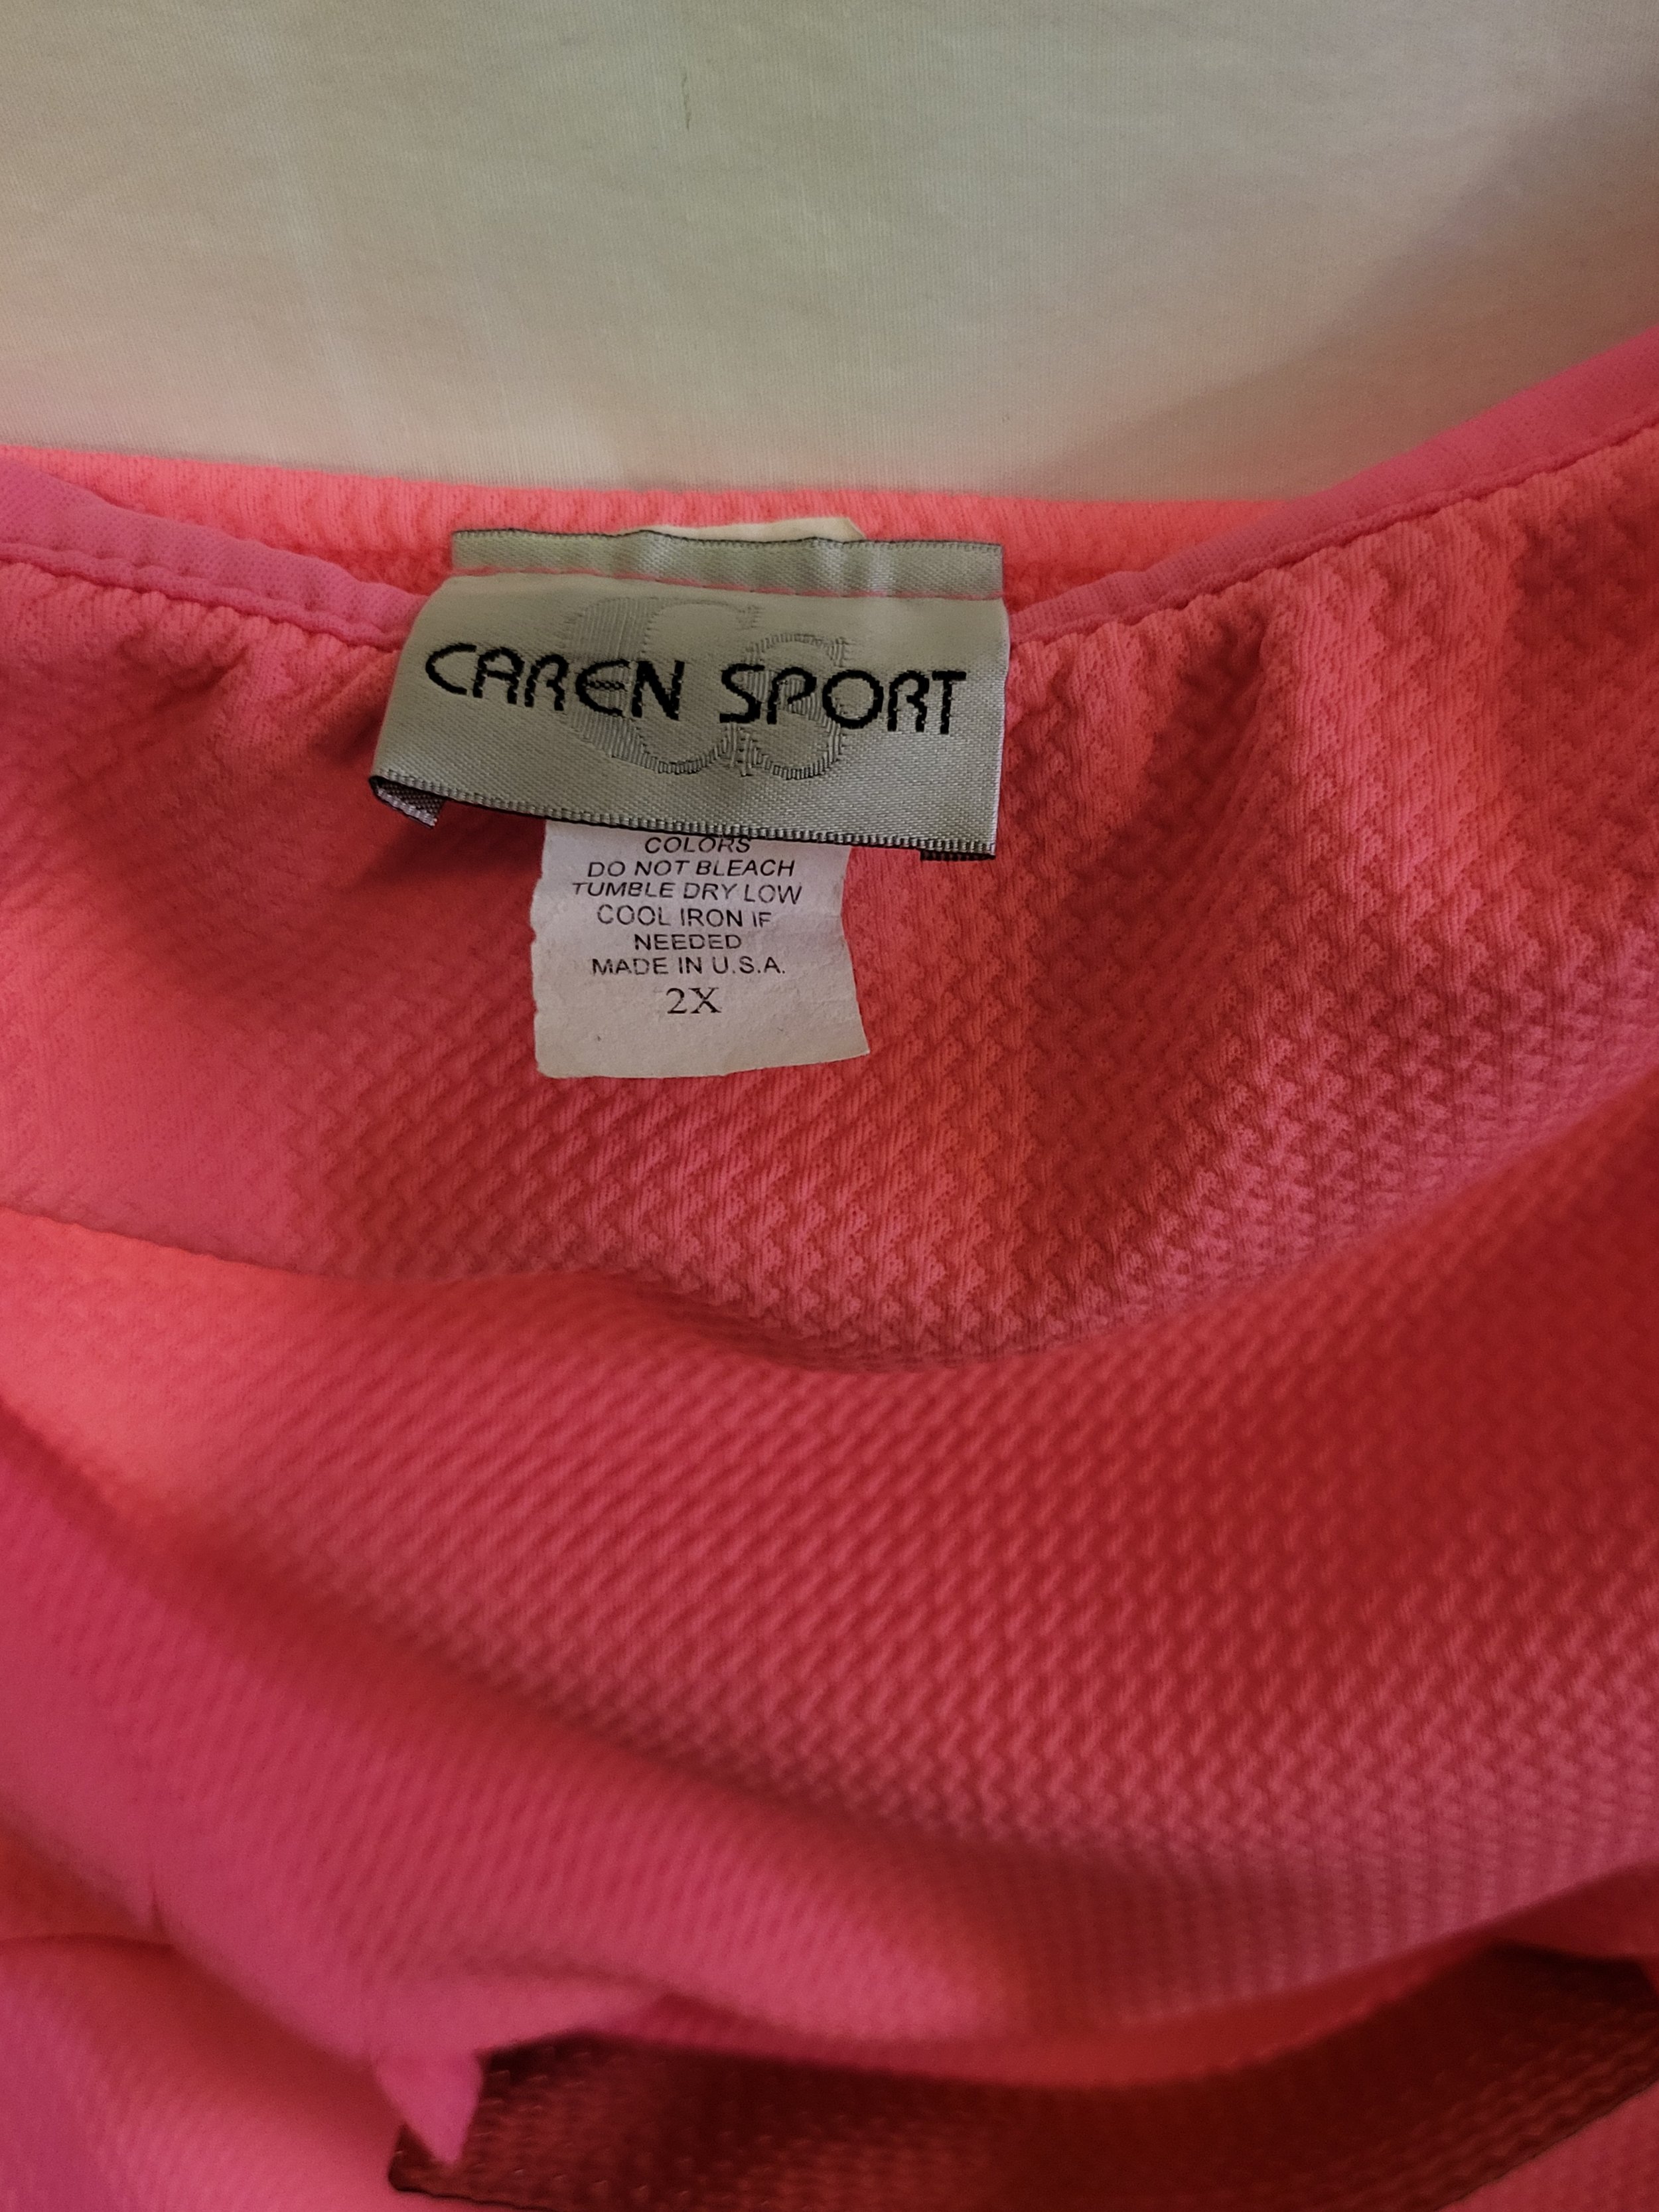 CAREN SPORT
COLORS
DO NOT BLEACH
TUMBLE DRY LOW
COOL IRON IF
NEEDED
MADE IN U.S.A.
2X